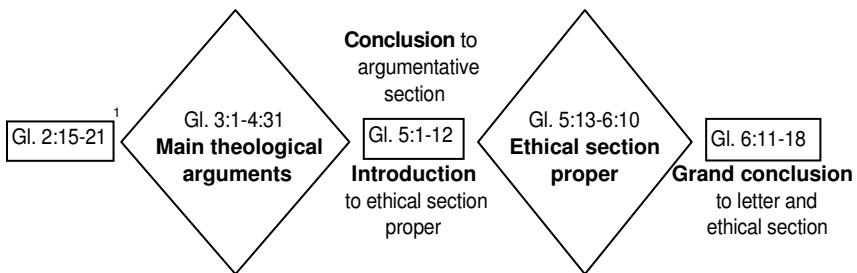 Gl. 2:15-21
1
Gl. 3:1-4:31
Main theological
arguments
Conclusion to
argumentative
section
Gl. 5:1-12
Introduction
to ethical section
proper
Gl. 5:13-6:10
Ethical section
proper
Gl. 6:11-18
Grand conclusion
to letter and
ethical section